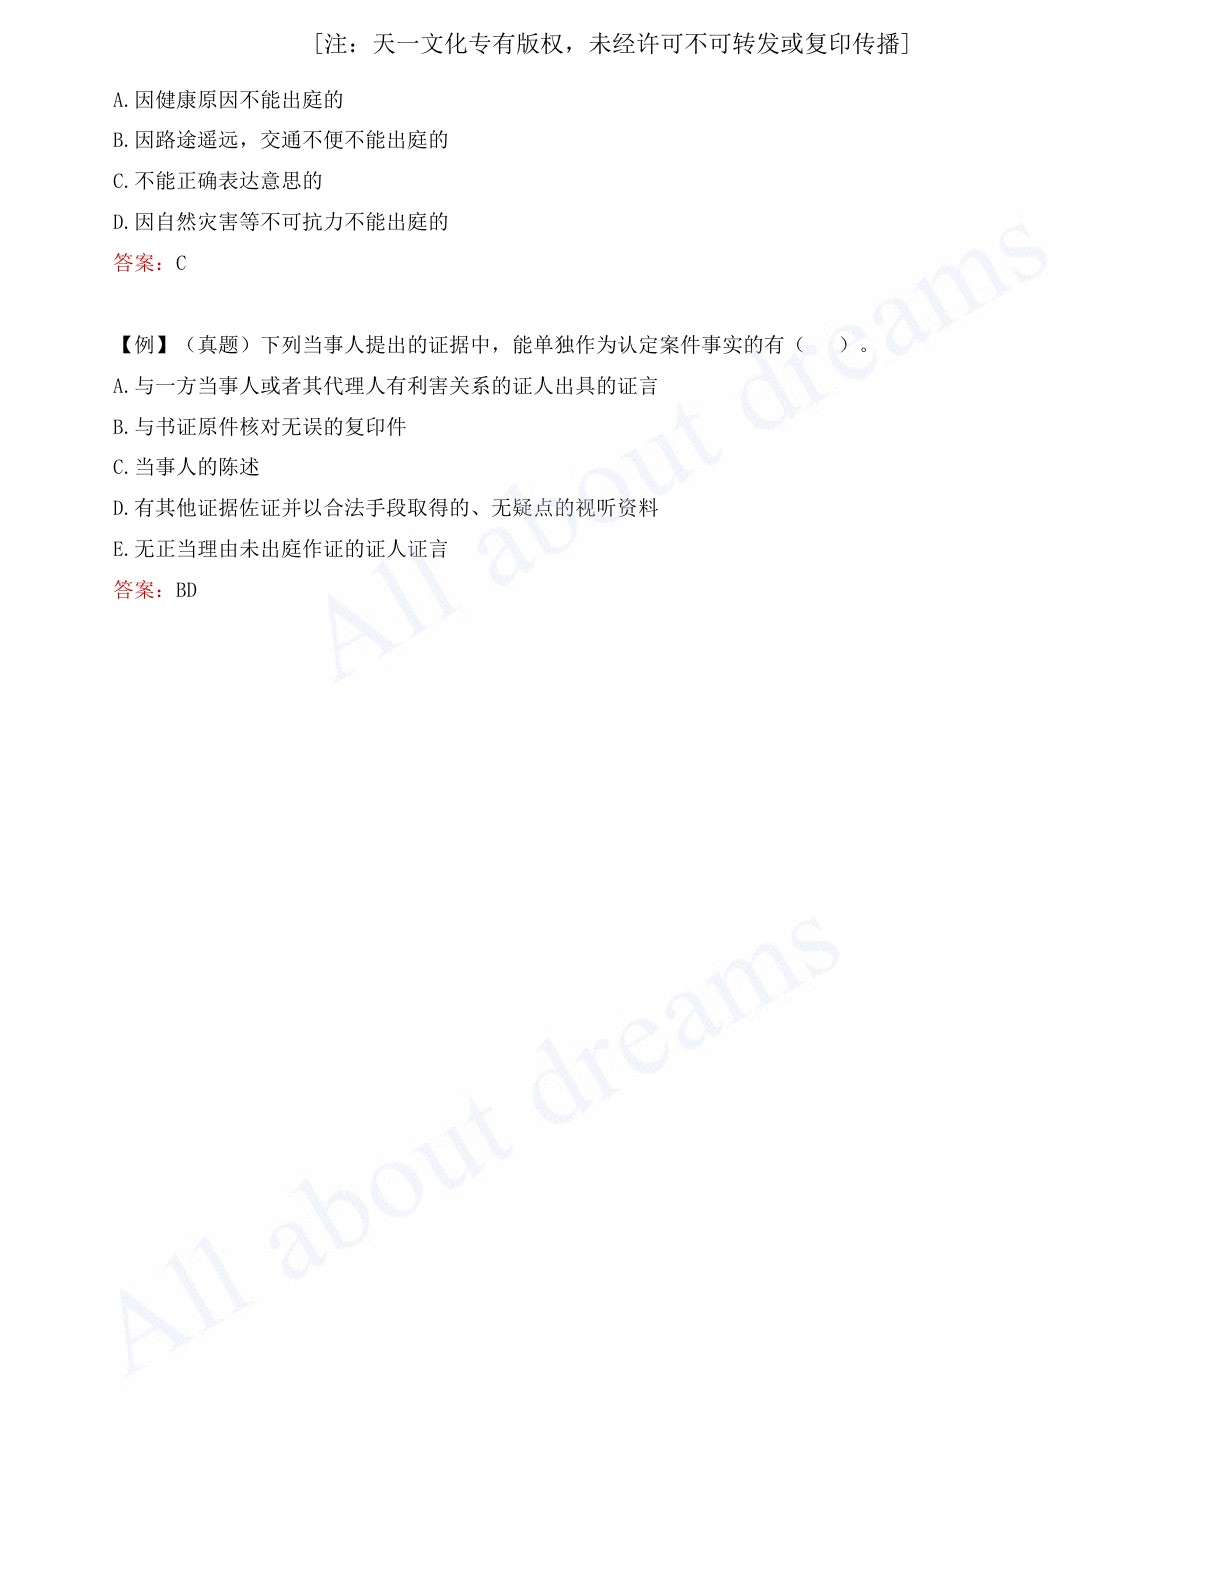 [注：天一文化专有版权，未经许可不可转发或复印传播]
A.因健康原因不能出庭的
B.因路途遥远，交通不便不能出庭的
C.不能正确表达意思的
D.因自然灾害等不可抗力不能出庭的
答案：C
【例】（真题）下列当事人提出的证据中，能单独作为认定案件事实的有（ ）。
A.与一方当事人或者其代理人有利害关系的证人出具的证言
B.与书证原件核对无误的复印件
C.当事人的陈述
D.有其他证据佐证并以合法手段取得的、无疑点的视听资料
E.无正当理由未出庭作证的证人证言
答案：BD
All about dreams
All about dreams